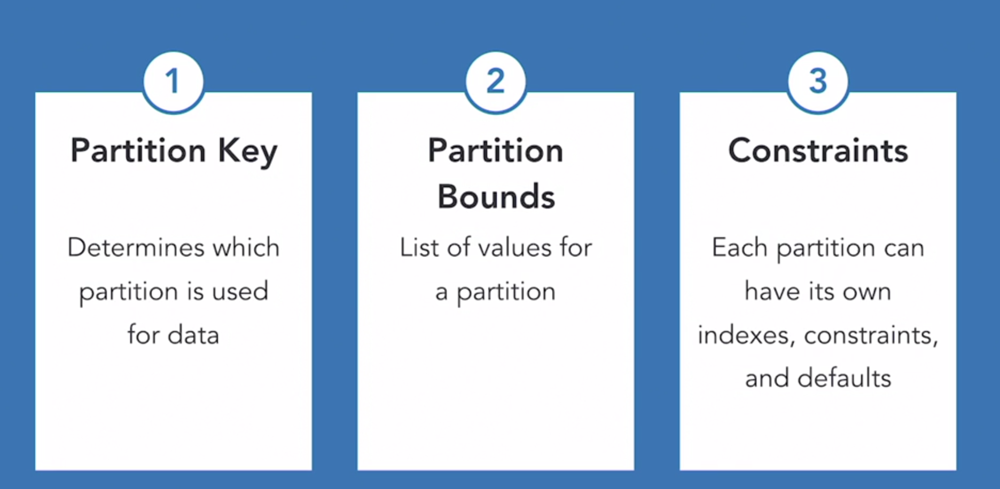 1
Partition Key
Determines which
partition is used
for data
2
Partition
Bounds
List of values for
a partition
3
Constraints
Each partition can
have its own
indexes, constraints,
and defaults